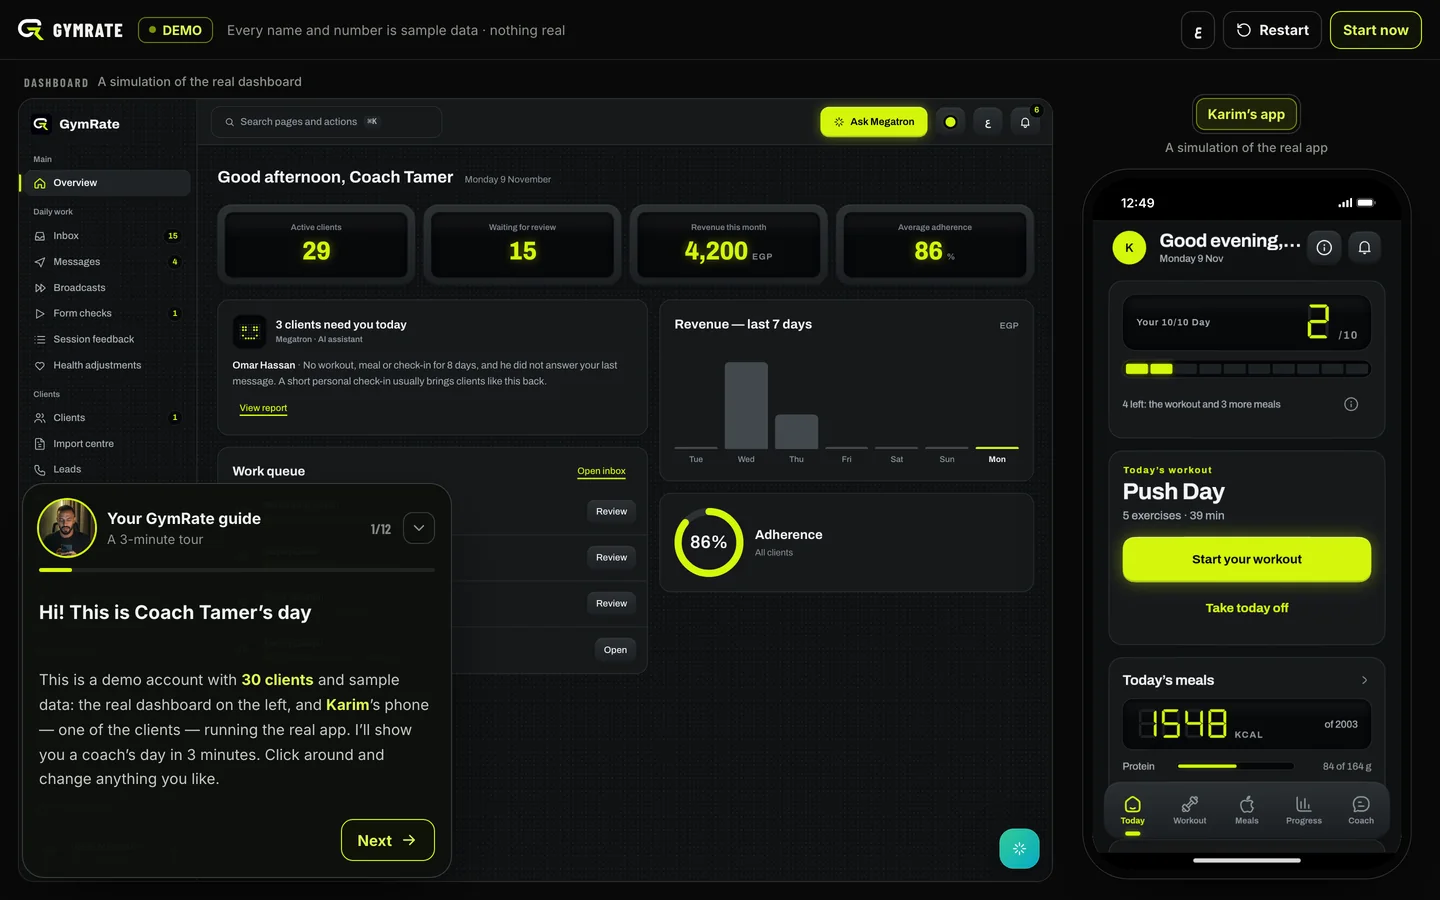 GYMRATE
DEMO
Every name and number is sample data · nothing real
ع
Restart
Start now
DASHBOARD A simulation of the real dashboard
GymRate
Search pages and actions ⌘K
Ask Megatron
ع
6
Main
Overview
Daily work
Inbox 15
Messages 4
Broadcasts
Form checks 1
Session feedback
Health adjustments
Clients
Clients 1
Import centre
Leads
Good afternoon, Coach Tamer Monday 9 November
Active clients
29
Waiting for review
15
Revenue this month
4,200 EGP
Average adherence
86 %
3 clients need you today
Megatron · AI assistant
Omar Hassan · No workout, meal or check-in for 8 days, and he did not answer your last
message. A short personal check-in usually brings clients like this back.
View report
Revenue — last 7 days EGP
Tue Wed Thu Fri Sat Sun Mon
Work queue Open inbox
Review
Review
Review
Open
86% Adherence
All clients
Your GymRate guide
A 3-minute tour
1/12
Hi! This is Coach Tamer's day
This is a demo account with 30 clients and sample
data: the real dashboard on the left, and Karim's phone
— one of the clients — running the real app. I'll show
you a coach's day in 3 minutes. Click around and
change anything you like.
Next →
Karim's app
A simulation of the real app
12:49
K
Good evening,...
Monday 9 Nov
Your 10/10 Day 2 /10
4 left: the workout and 3 more meals
Today's workout
Push Day
5 exercises · 39 min
Start your workout
Take today off
Today's meals
1548 KCAL of 2003
Protein 84 of 164 g
Today Workout Meals Progress Coach